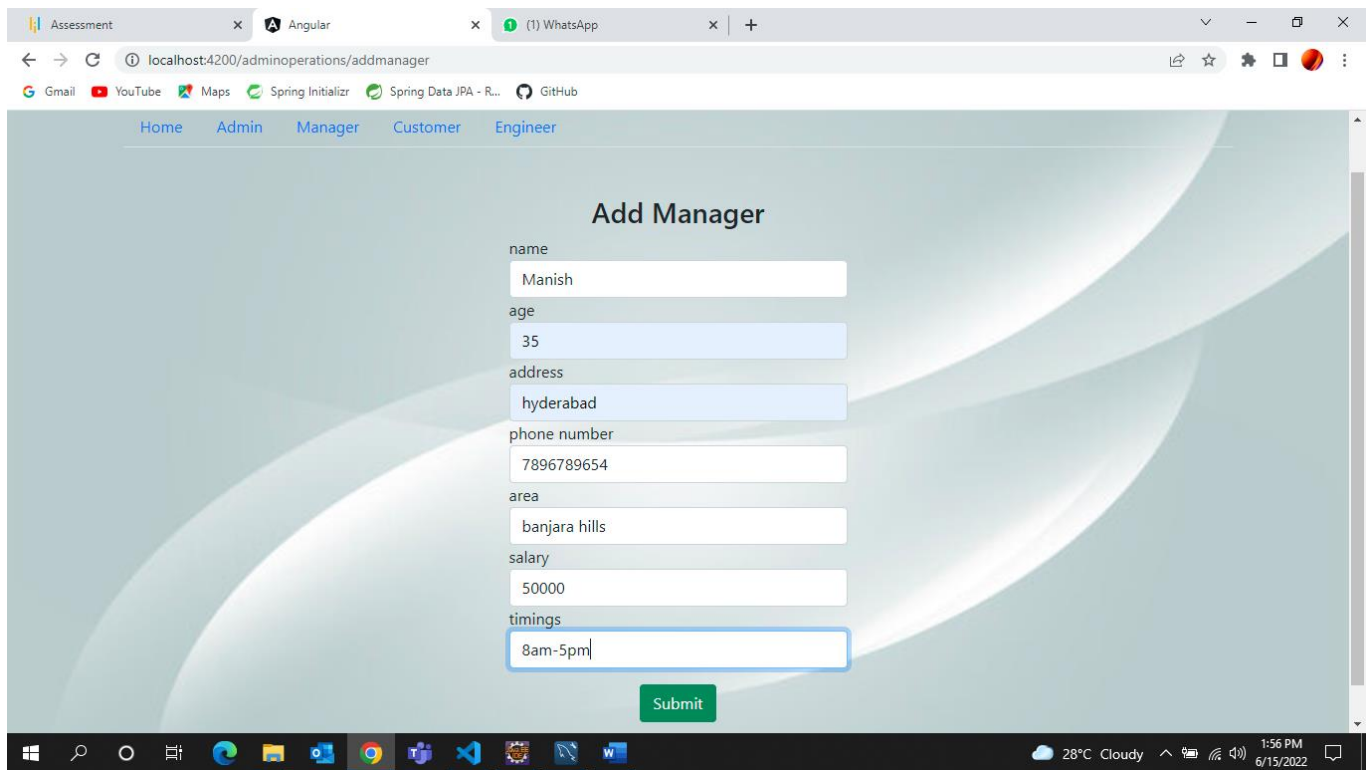 Assessment
Angular
1 (1) WhatsApp
localhost:4200/adminoperations/addmanager
Gmail YouTube Maps Spring Initializr Spring Data JPA - R... GitHub
Home Admin Manager Customer Engineer
Add Manager
name
Manish
age
35
address
hyderabad
phone number
7896789654
area
banjara hills
salary
50000
timings
8am-5pm
Submit
28°C Cloudy
1:56 PM
6/15/2022